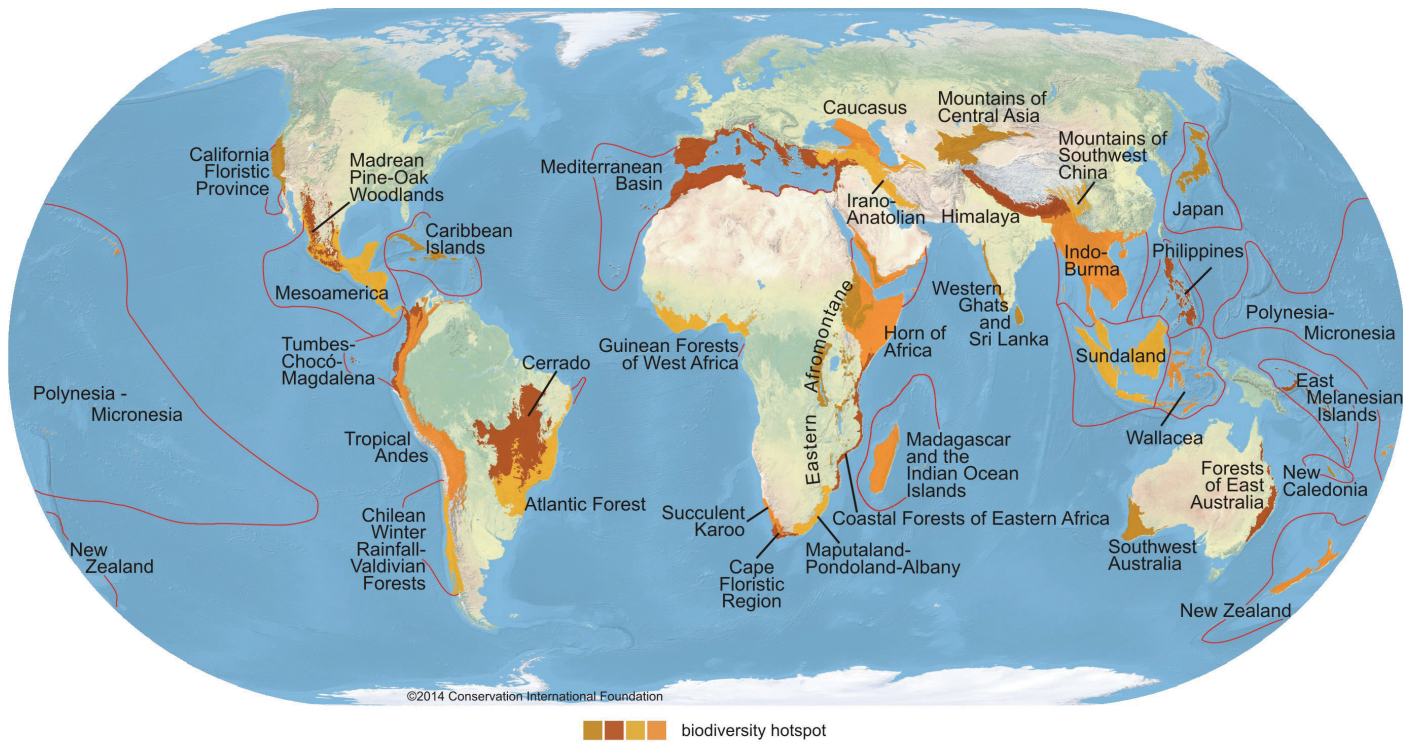 Caucasus
Mountains of
Central Asia
Mountains of
Southwest
China
California
Floristic
Province
Madrean
Pine-Oak
Woodlands
Mediterranean
Basin
Irano-
Anatolian
Himalaya
Japan
Caribbean
Islands
Indo-
Burma
Philippines
Mesoamerica
Western
Ghats
and
Sri Lanka
Polynesia-
Micronesia
Tumbes-
Chocó-
Magdalena
Cerrado
Guinean Forests
of West Africa
Eastern Afromontane
Horn of
Africa
Sundaland
Polynesia -
Micronesia
East
Melanesian
Islands
Tropical
Andes
Madagascar
and the
Indian Ocean
Islands
Wallacea
Forests
of East
Australia
New
Caledonia
Atlantic Forest
Chilean
Winter
Rainfall-
Valdivian
Forests
Succulent
Karoo
Coastal Forests of Eastern Africa
New
Zealand
Cape
Floristic
Region
Maputaland-
Pondoland-Albany
Southwest
Australia
New Zealand
©2014 Conservation International Foundation
biodiversity hotspot